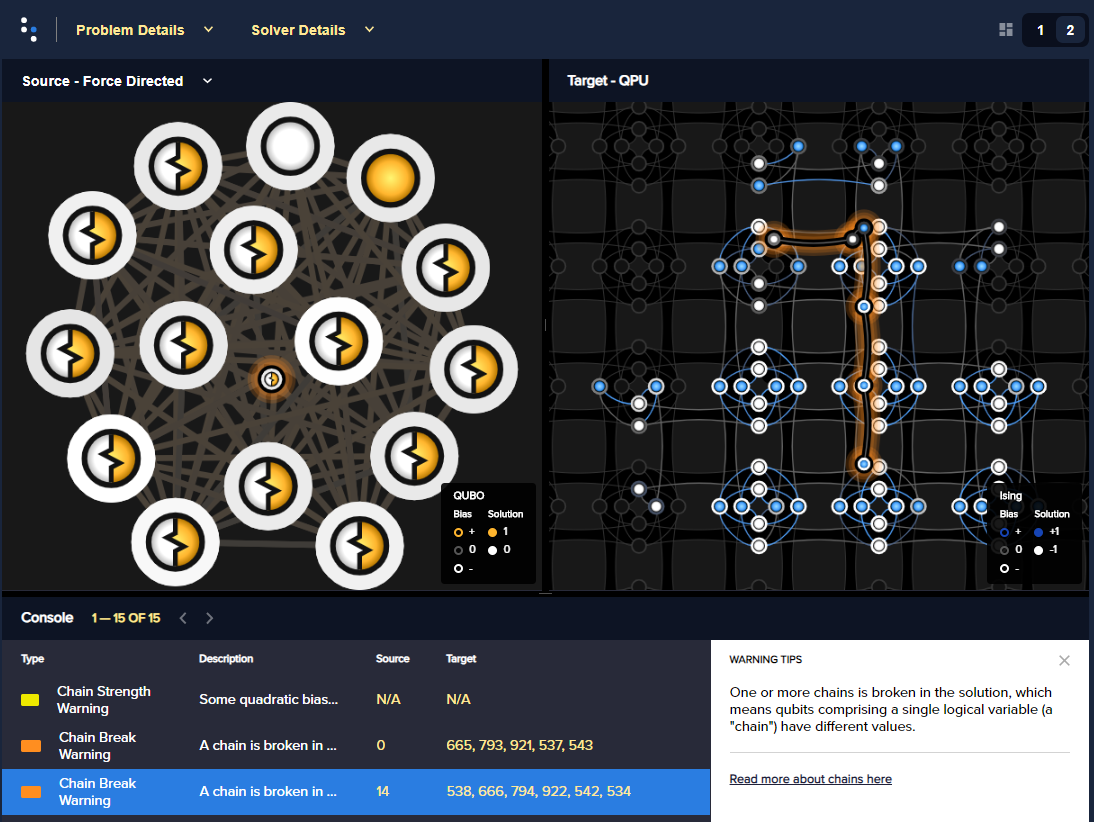 Problem Details
Solver Details
1 2
Source - Force Directed
Target - QPU
QUBO
Bias Solution
+ 1
0 0
-
Ising
Bias Solution
+ +1
0 -1
-
Console 1 — 15 OF 15
Type Description Source Target
Chain Strength
Warning
Some quadratic bias... N/A N/A
Chain Break
Warning
A chain is broken in ... 0 665, 793, 921, 537, 543
Chain Break
Warning
A chain is broken in ... 14 538, 666, 794, 922, 542, 534
WARNING TIPS
One or more chains is broken in the solution, which
means qubits comprising a single logical variable (a
"chain") have different values.
Read more about chains here